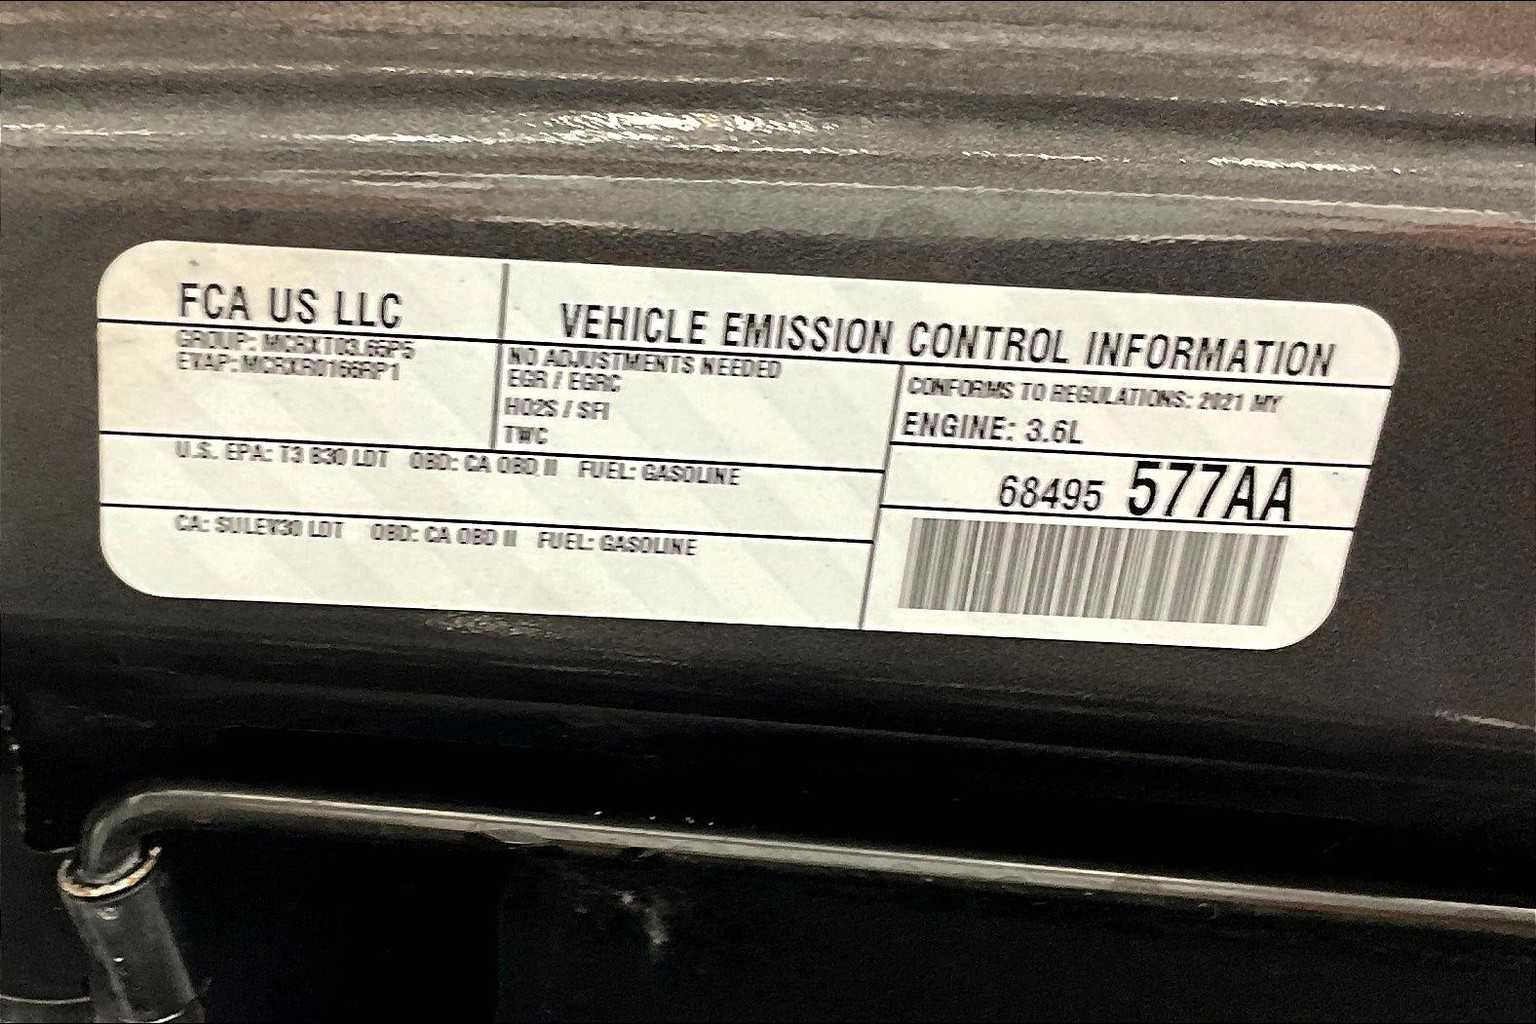 FCA US LLC
VEHICLE EMISSION CONTROL INFORMATION
GROUP: MCRXT03.65P5
EVAP: MCRXR0166RP1
NO ADJUSTMENTS NEEDED
EGR / EGRC
HO2S / SFI
TWC
CONFORMS TO REGULATIONS: 2021 MY
ENGINE: 3.6L
U.S. EPA: T3 B30 LDT OBD: CA OBD II FUEL: GASOLINE
68495 577AA
CA: SULEV30 LDT OBD: CA OBD II FUEL: GASOLINE